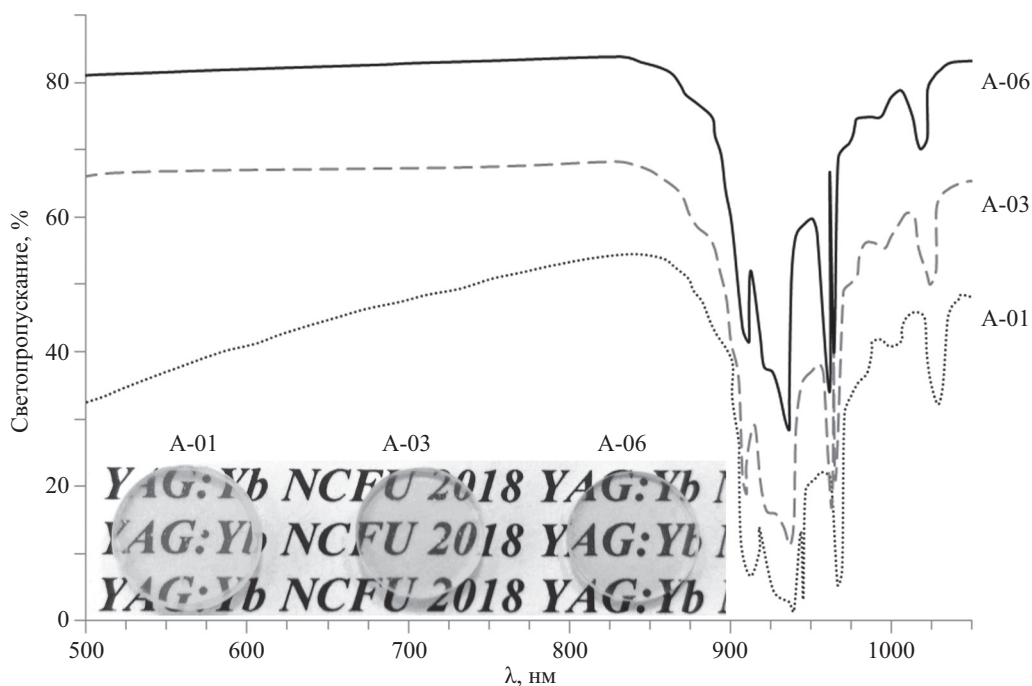 80
60
40
20
0
Светопропускание, %
A-06
A-03
A-01
A-01 A-03 A-06
YAG:Yb NCFU 2018 YAG:Yb N
YAG:Yb NCFU 2018 YAG:Yb N
YAG:Yb NCFU 2018 YAG:Yb N
500 600 700 800 900 1000
λ, нм